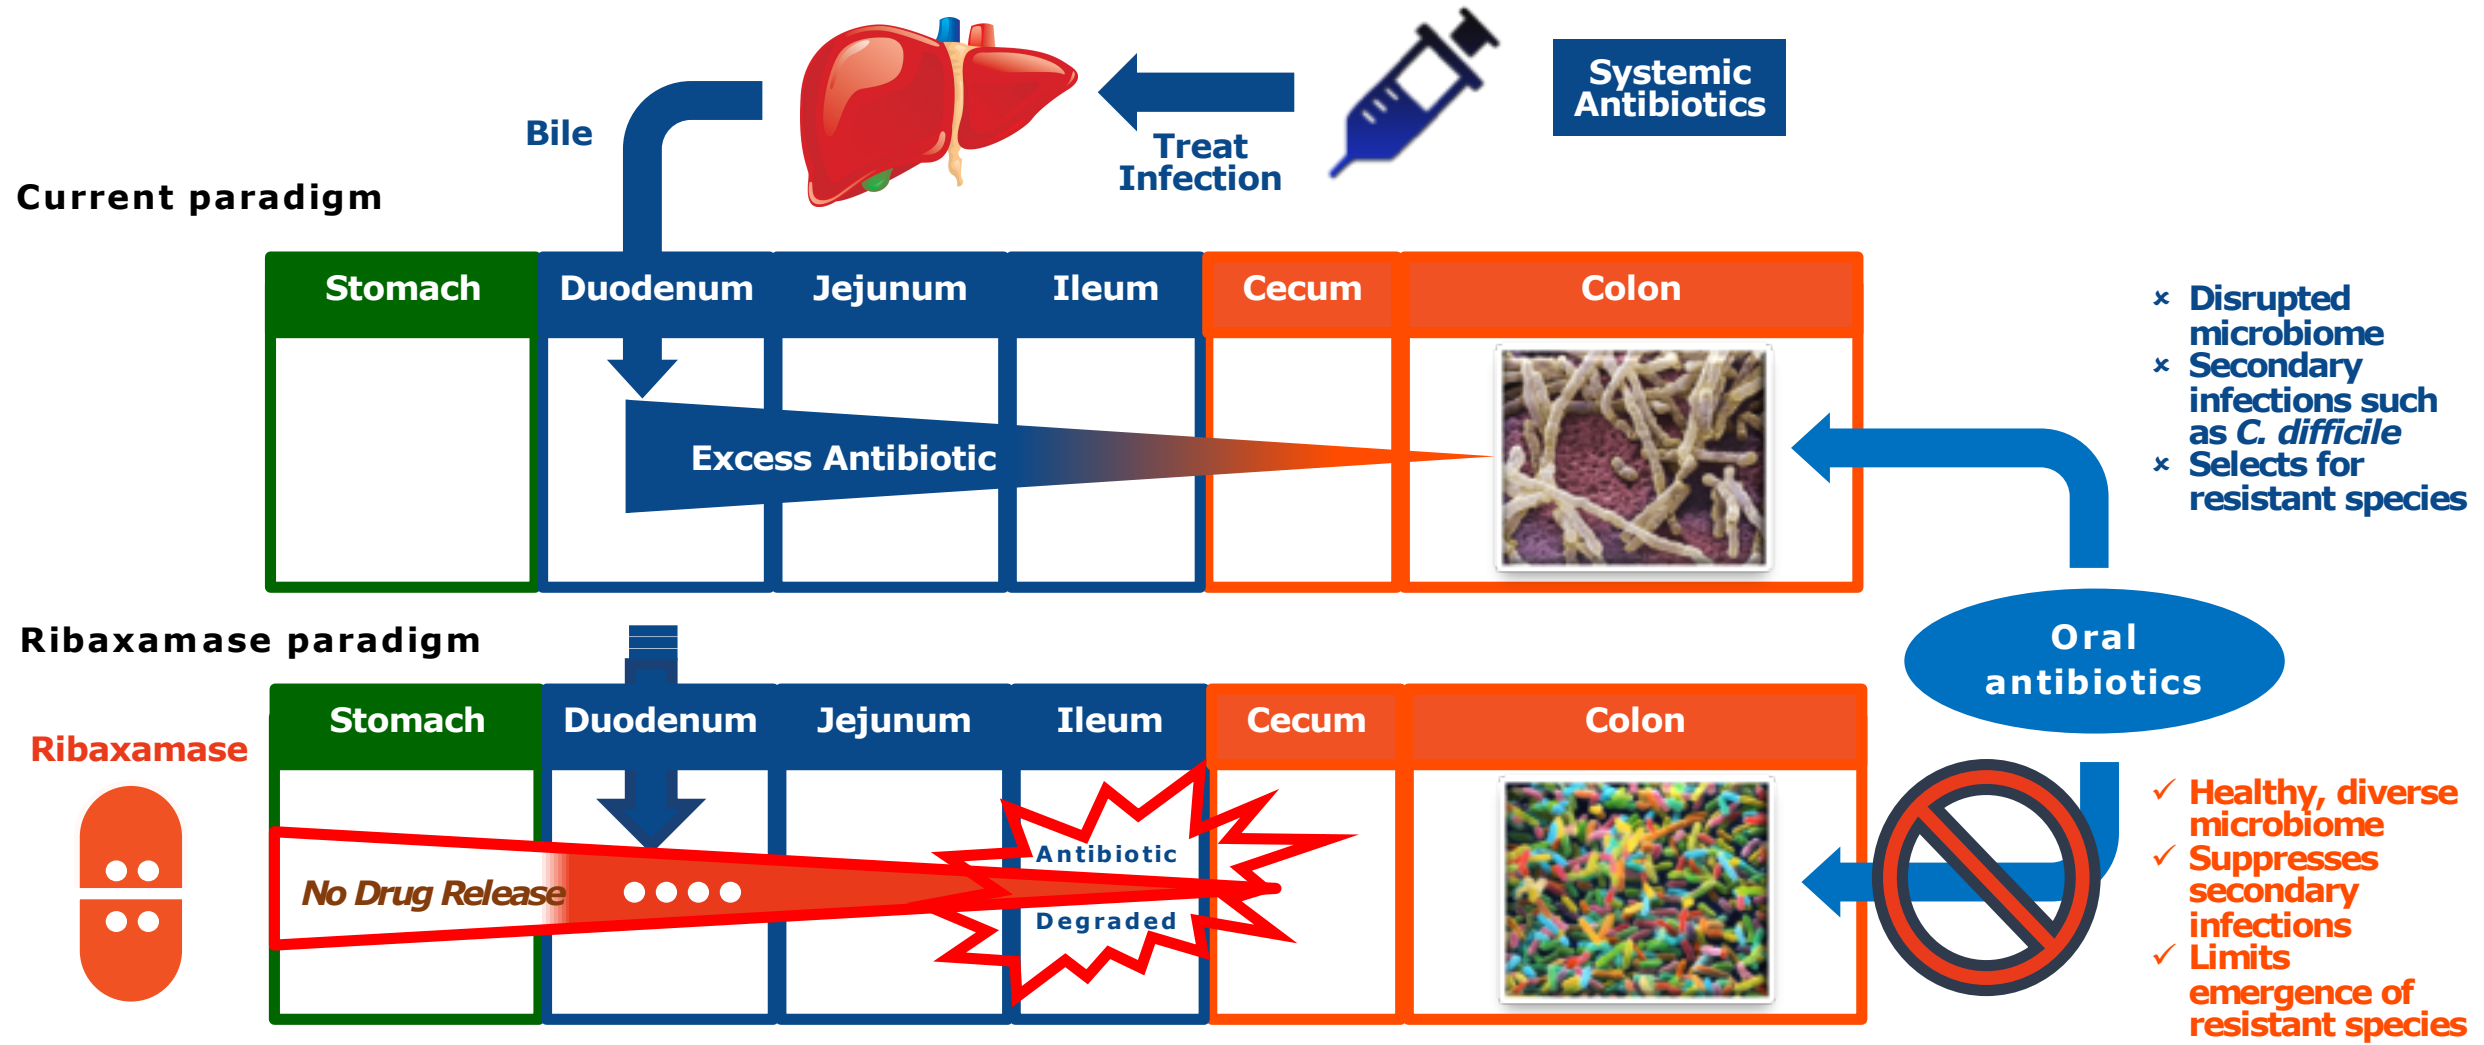 Systemic
Antibiotics
Bile
Treat
Infection
Current paradigm
Stomach
Duodenum
Jejunum
Ileum
Cecum
Colon
Excess Antibiotic
× Disrupted
microbiome
× Secondary
infections such
as C. difficile
× Selects for
resistant species
Oral
antibiotics
Ribaxamase paradigm
Stomach
Duodenum
Jejunum
Ileum
Cecum
Colon
Ribaxamase
No Drug Release
Antibiotic
Degraded
✓ Healthy, diverse
microbiome
✓ Suppresses
secondary
infections
✓ Limits
emergence of
resistant species